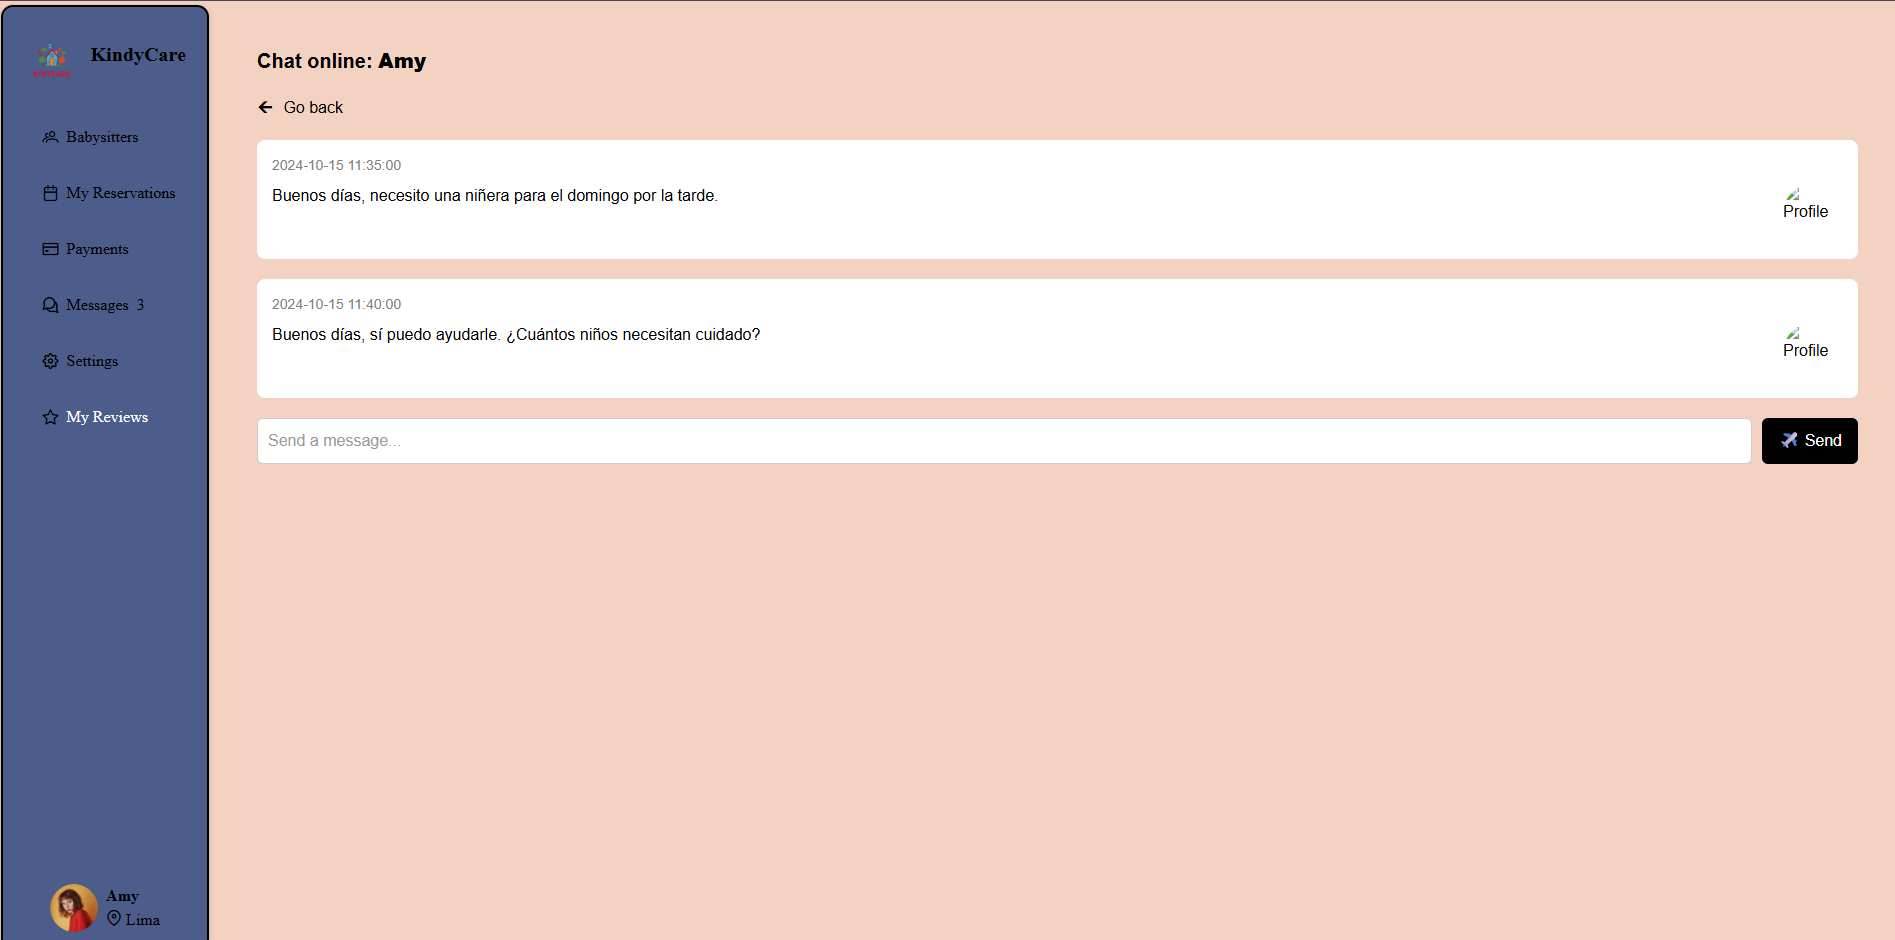 KindyCare
Babysitters
My Reservations
Payments
Messages 3
Settings
My Reviews
Amy
Lima
Chat online: Amy
Go back
2024-10-15 11:35:00
Buenos días, necesito una niñera para el domingo por la tarde.
Profile
2024-10-15 11:40:00
Buenos días, sí puedo ayudarle. ¿Cuántos niños necesitan cuidado?
Profile
Send a message...
Send